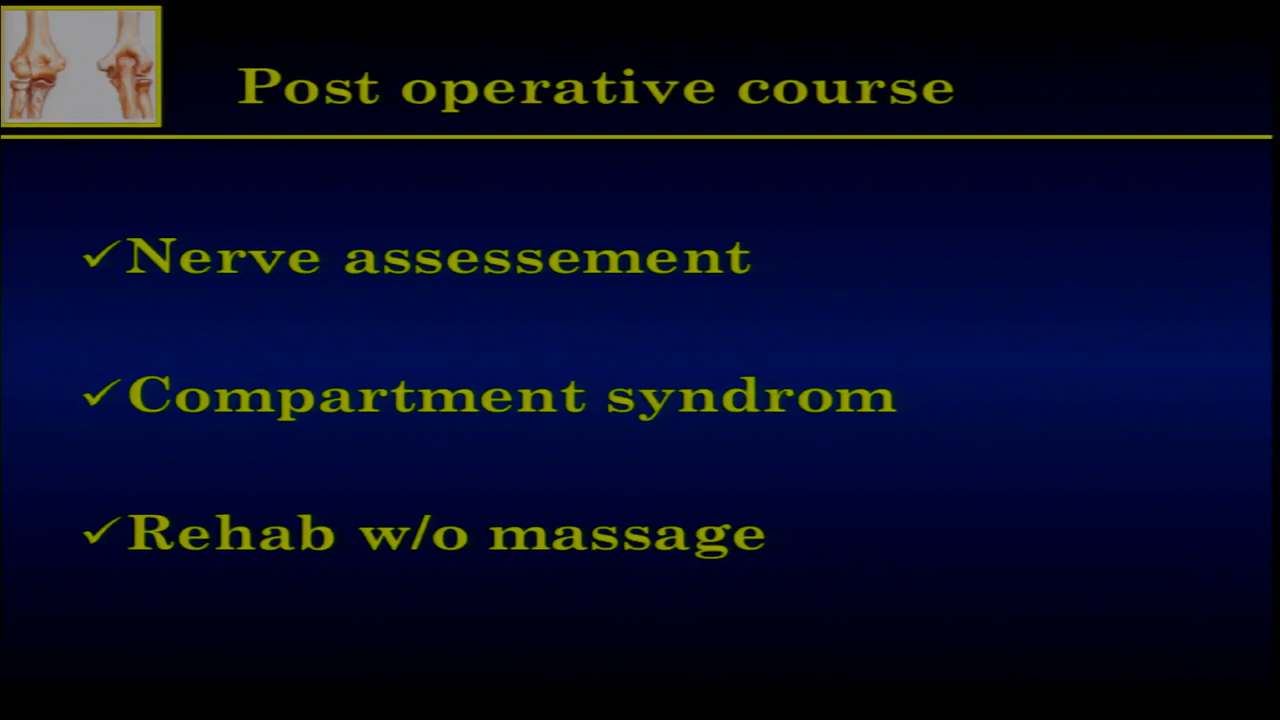 Post operative course
✓Nerve assessement
✓Compartment syndrom
✓Rehab w/o massage